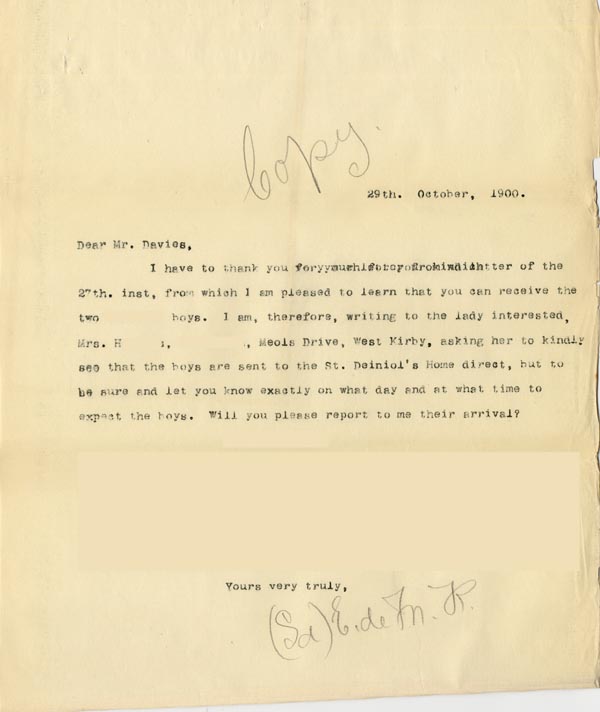 Copy.
29th. October, 1900.
Dear Mr. Davies,
I have to thank you of the
27th. inst, from which I am pleased to learn that you can receive the
two boys. I am, therefore, writing to the lady interested,
Mrs. H , , Meols Drive, West Kirby, asking her to kindly
see that the boys are sent to the St. Deiniol's Home direct, but to
be sure and let you know exactly on what day and at what time to
expect the boys. Will you please report to me their arrival?
Yours very truly,
(Sd) E. de M. R.